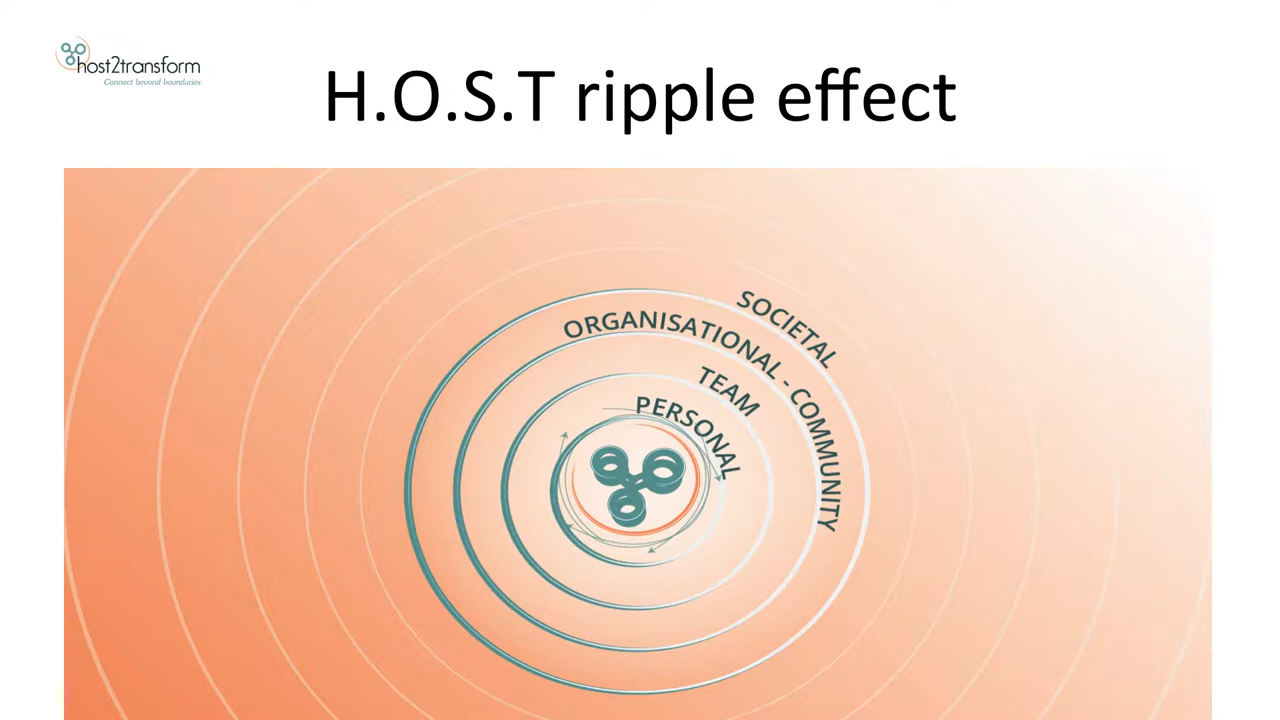 host2transform
Connect beyond boundaries
H.O.S.T ripple effect
SOCIETAL
ORGANISATIONAL - COMMUNITY
TEAM
PERSONAL